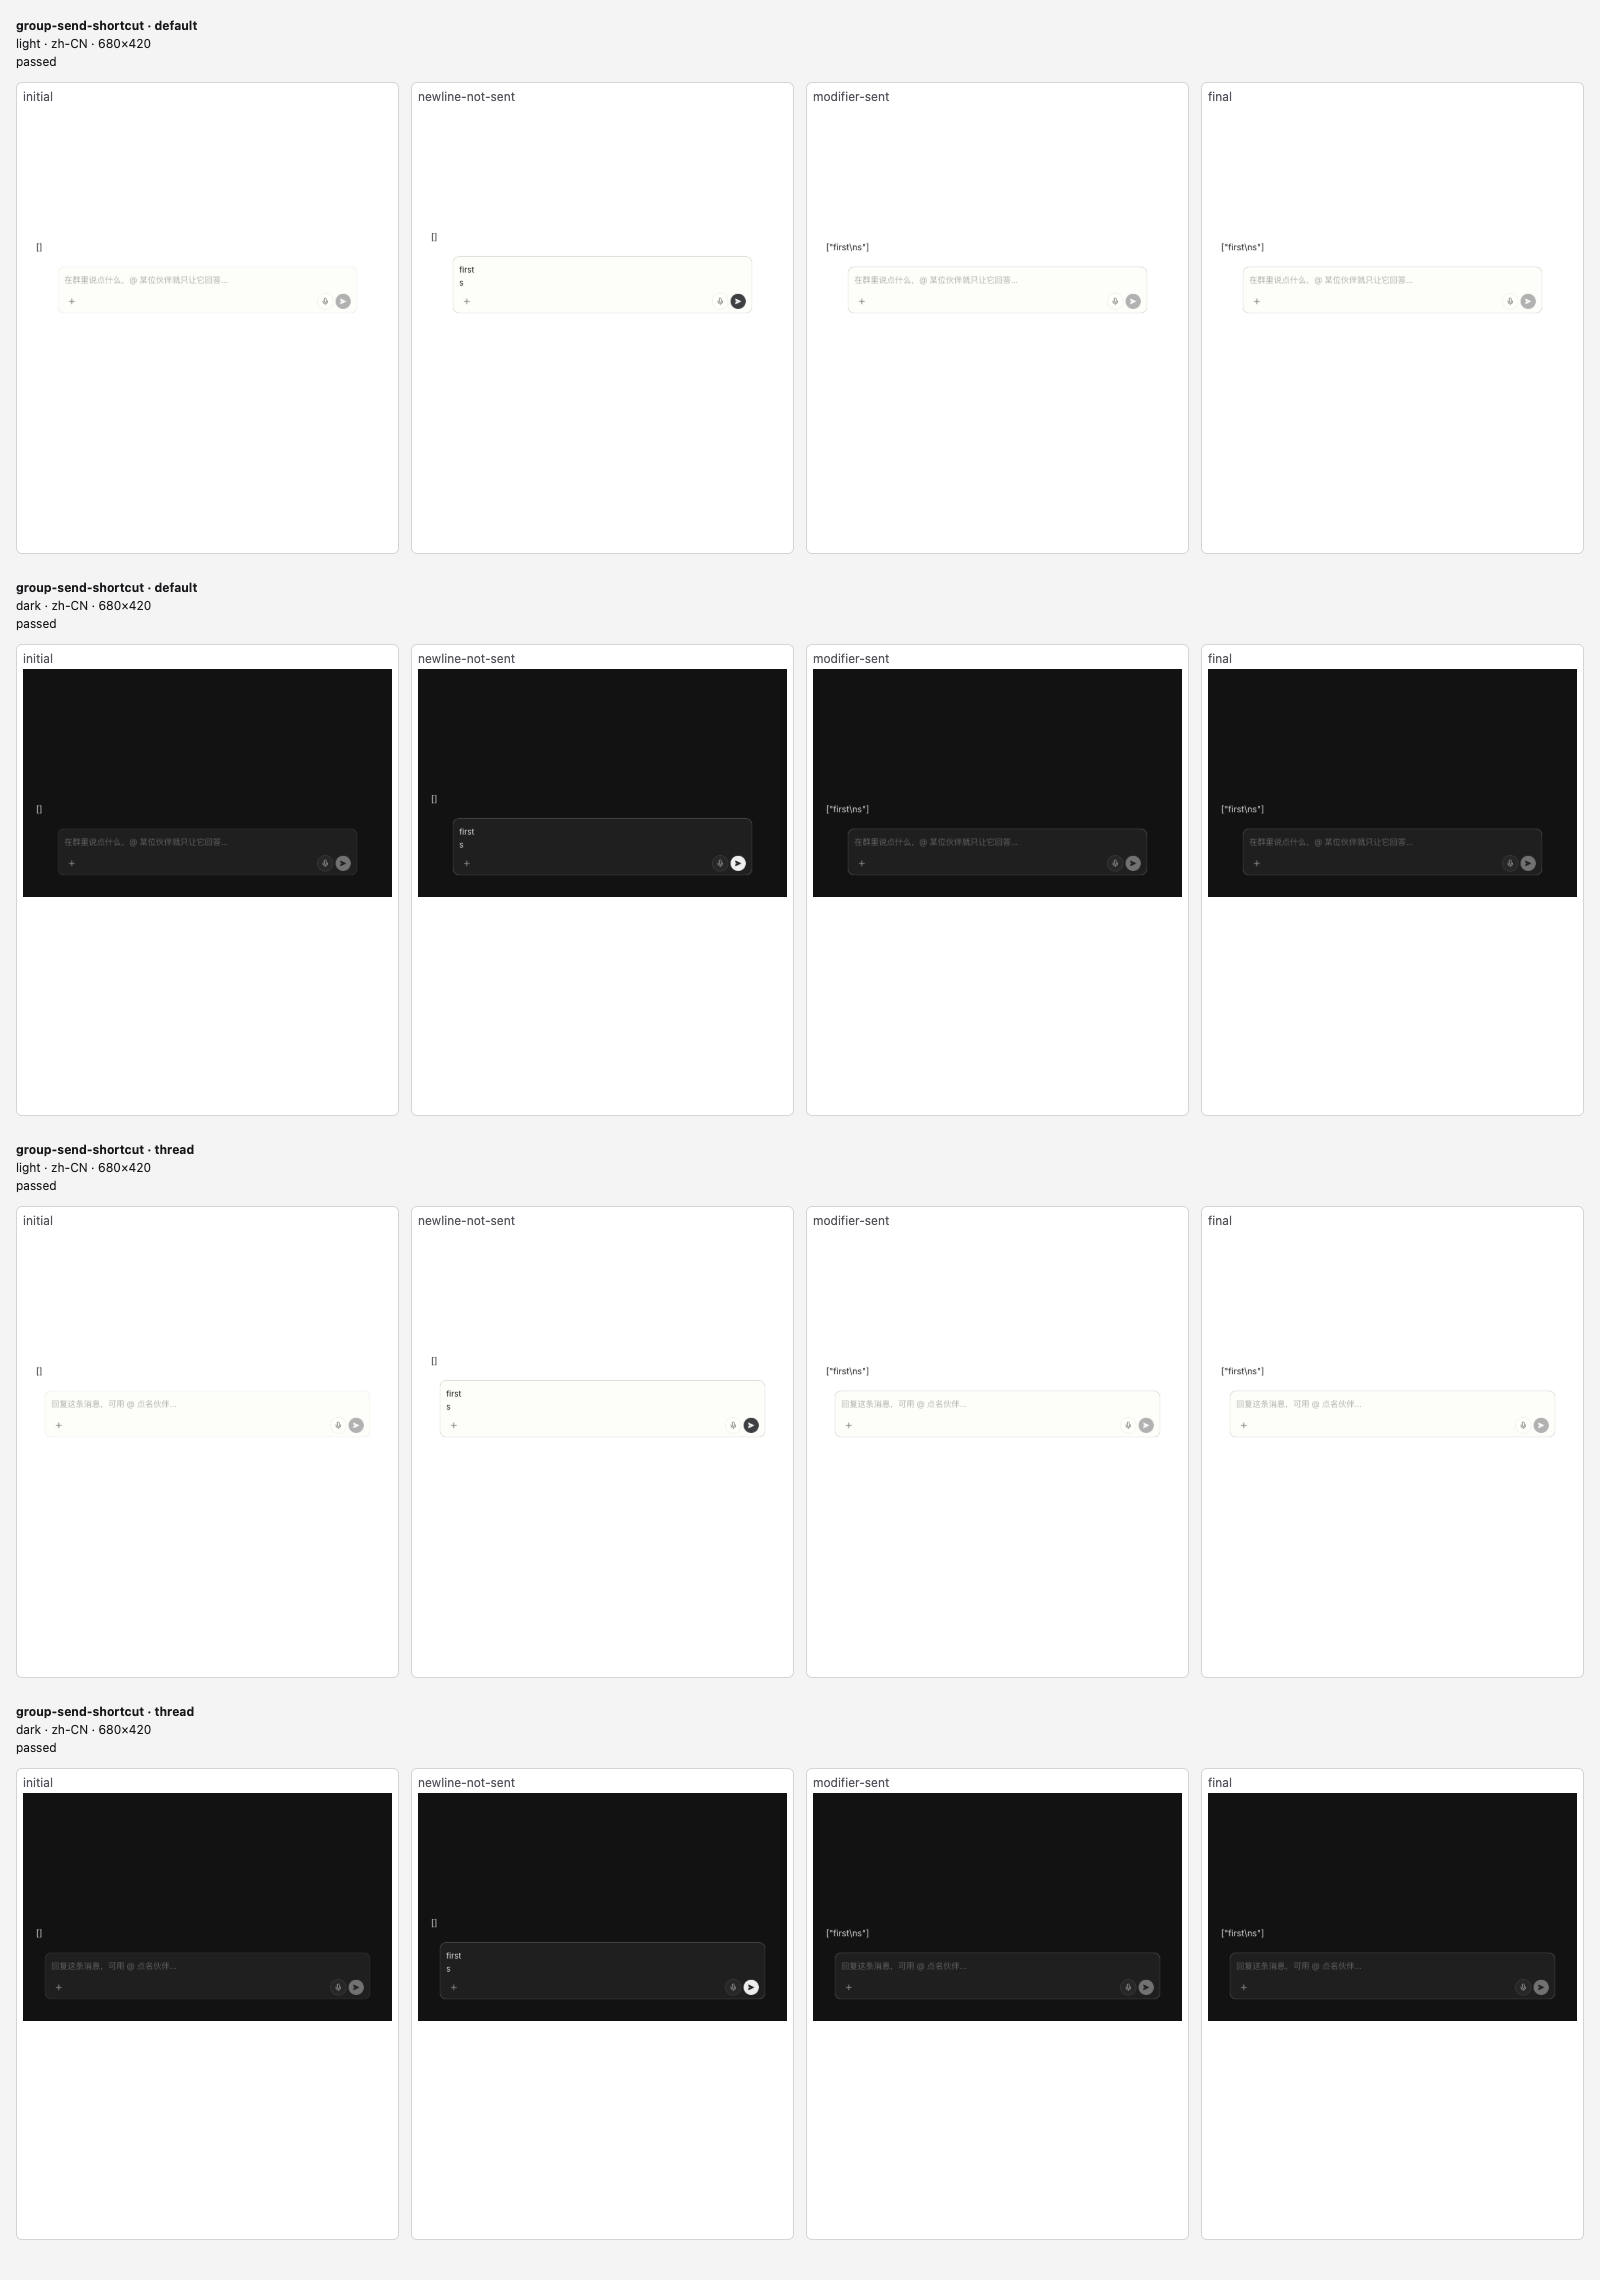 group-send-shortcut · default
light · zh-CN · 680×420
passed
initial
newline-not-sent
modifier-sent
final
[]
[]
["first\ns"]
["first\ns"]
在群里说点什么，@ 某位伙伴就只让它回答...
first
s
在群里说点什么，@ 某位伙伴就只让它回答...
在群里说点什么，@ 某位伙伴就只让它回答...
group-send-shortcut · default
dark · zh-CN · 680×420
passed
initial
newline-not-sent
modifier-sent
final
[]
[]
["first\ns"]
["first\ns"]
在群里说点什么，@ 某位伙伴就只让它回答...
first
s
在群里说点什么，@ 某位伙伴就只让它回答...
在群里说点什么，@ 某位伙伴就只让它回答...
group-send-shortcut · thread
light · zh-CN · 680×420
passed
initial
newline-not-sent
modifier-sent
final
[]
[]
["first\ns"]
["first\ns"]
回复这条消息，可用 @ 点名伙伴...
first
s
回复这条消息，可用 @ 点名伙伴...
回复这条消息，可用 @ 点名伙伴...
group-send-shortcut · thread
dark · zh-CN · 680×420
passed
initial
newline-not-sent
modifier-sent
final
[]
[]
["first\ns"]
["first\ns"]
回复这条消息，可用 @ 点名伙伴...
first
s
回复这条消息，可用 @ 点名伙伴...
回复这条消息，可用 @ 点名伙伴...